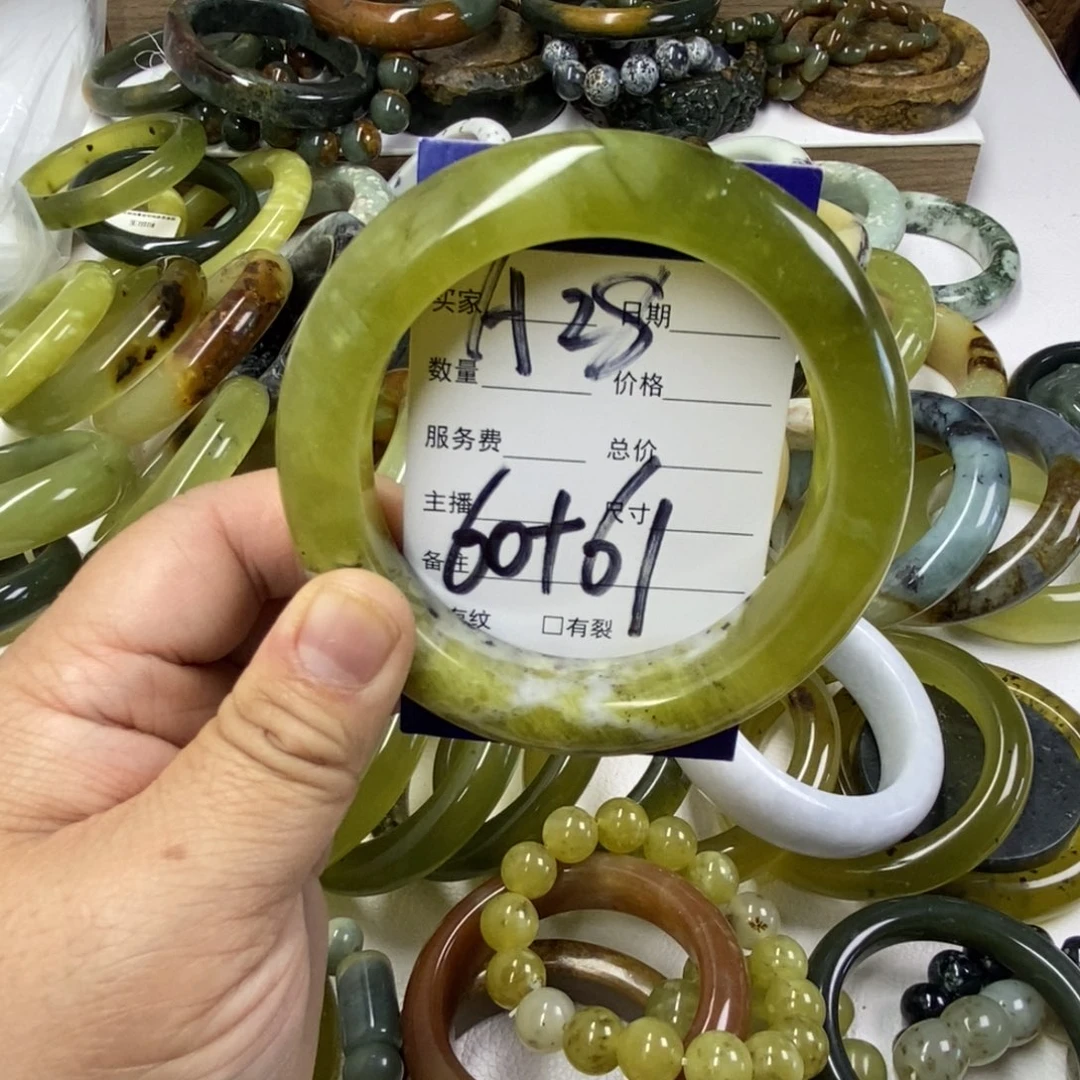 买家 H 28 日期
数量 价格
服务费 总价
主播 尺寸
60+61
备注
有纹 □有裂